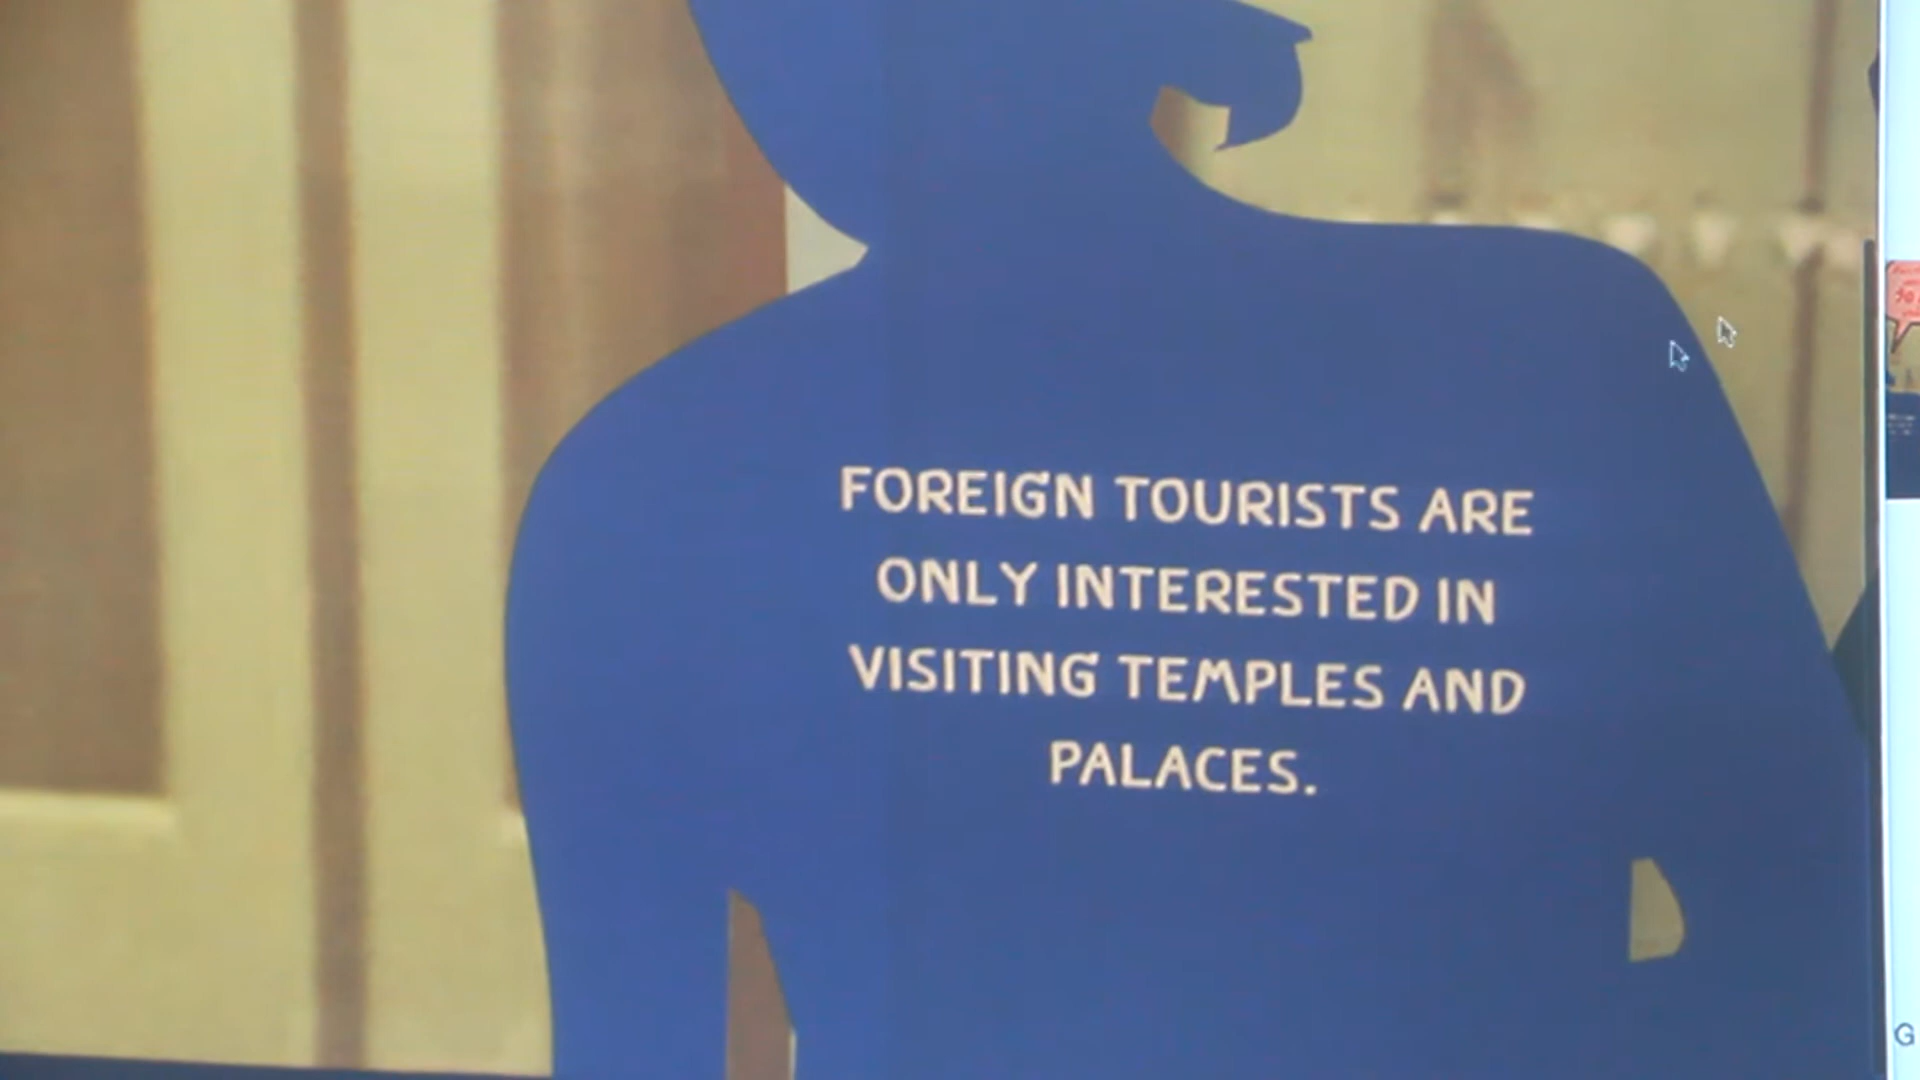 FOREIGN TOURISTS ARE
ONLY INTERESTED IN
VISITING TEMPLES AND
PALACES.
G